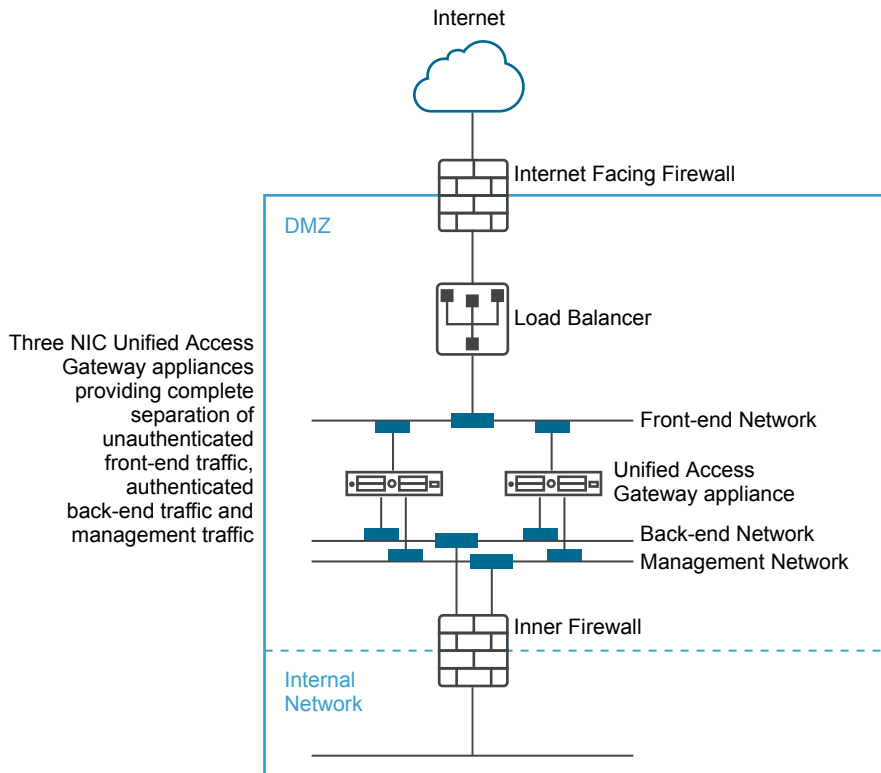 Internet
Internet Facing Firewall
DMZ
Load Balancer
Three NIC Unified Access
Gateway appliances
providing complete
separation of
unauthenticated
front-end traffic,
authenticated
back-end traffic and
management traffic
Front-end Network
Unified Access
Gateway appliance
Back-end Network
Management Network
Inner Firewall
Internal
Network